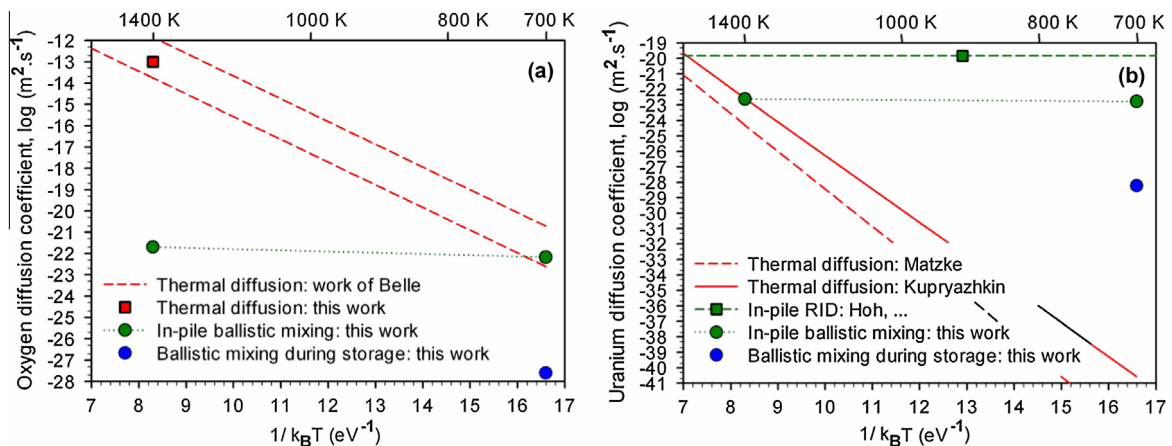 1400 K 1000 K 800 K 700 K
-12
-13
-14
-15
-16
-17
-18
-19
-20
-21
-22
-23
-24
-25
-26
-27
-28
Oxygen diffusion coefficient, log (m².s⁻¹)
(a)
Thermal diffusion: work of Belle
Thermal diffusion: this work
In-pile ballistic mixing: this work
Ballistic mixing during storage: this work
7 8 9 10 11 12 13 14 15 16 17
1/ k_BT (eV⁻¹)
1400 K 1000 K 800 K 700 K
-19
-20
-21
-22
-23
-24
-25
-26
-27
-28
-29
-30
-31
-32
-33
-34
-35
-36
-37
-38
-39
-40
-41
Uranium diffusion coefficient, log (m².s⁻¹)
(b)
Thermal diffusion: Matzke
Thermal diffusion: Kupryazhkin
In-pile RID: Hoh, ...
In-pile ballistic mixing: this work
Ballistic mixing during storage: this work
7 8 9 10 11 12 13 14 15 16 17
1/ k_BT (eV⁻¹)